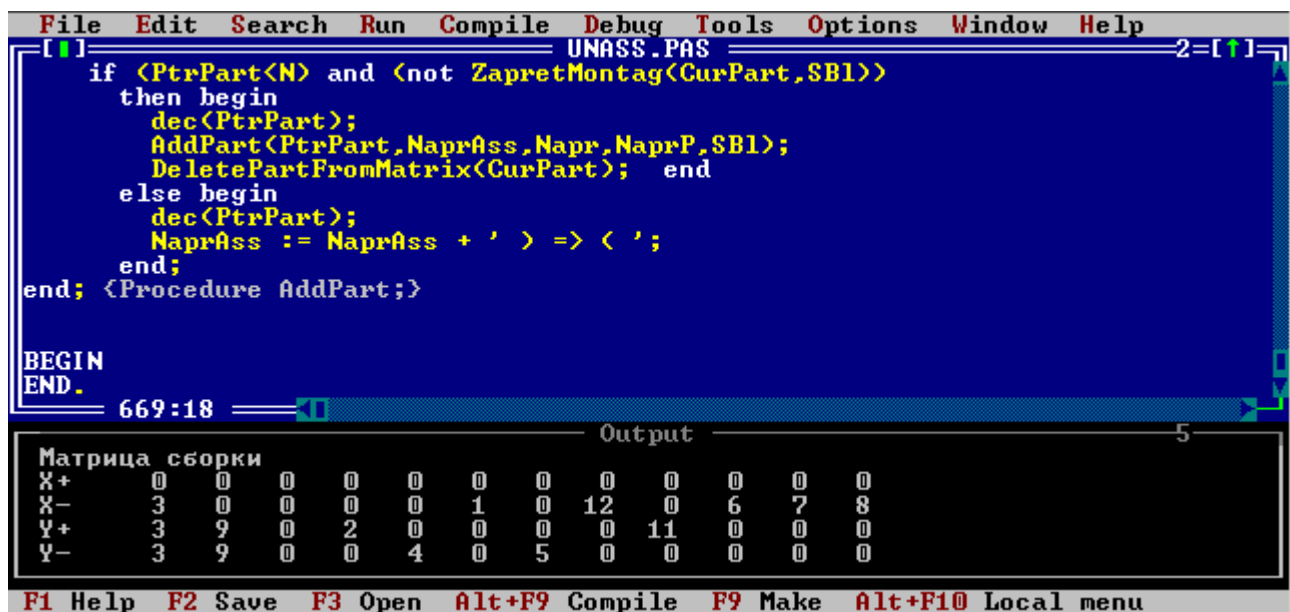 File Edit Search Run Compile Debug Tools Options Window Help
[■] UNASS.PAS 2=[↑]
if (PtrPart<N) and (not ZapretMontag(CurPart,SBl))
then begin
dec(PtrPart);
AddPart(PtrPart,NaprAss,Napr,NaprP,SBl);
DeletePartFromMatrix(CurPart); end
else begin
dec(PtrPart);
NaprAss := NaprAss + ' ) => ( ';
end;
end; {Procedure AddPart;}
BEGIN
END.
669:18
Output 5
Матрица сборки
X+ 0 0 0 0 0 0 0 0 0 0 0 0
X- 3 0 0 0 0 1 0 12 0 6 7 8
Y+ 3 9 0 2 0 0 0 0 11 0 0 0
Y- 3 9 0 0 4 0 5 0 0 0 0 0
F1 Help F2 Save F3 Open Alt+F9 Compile F9 Make Alt+F10 Local menu